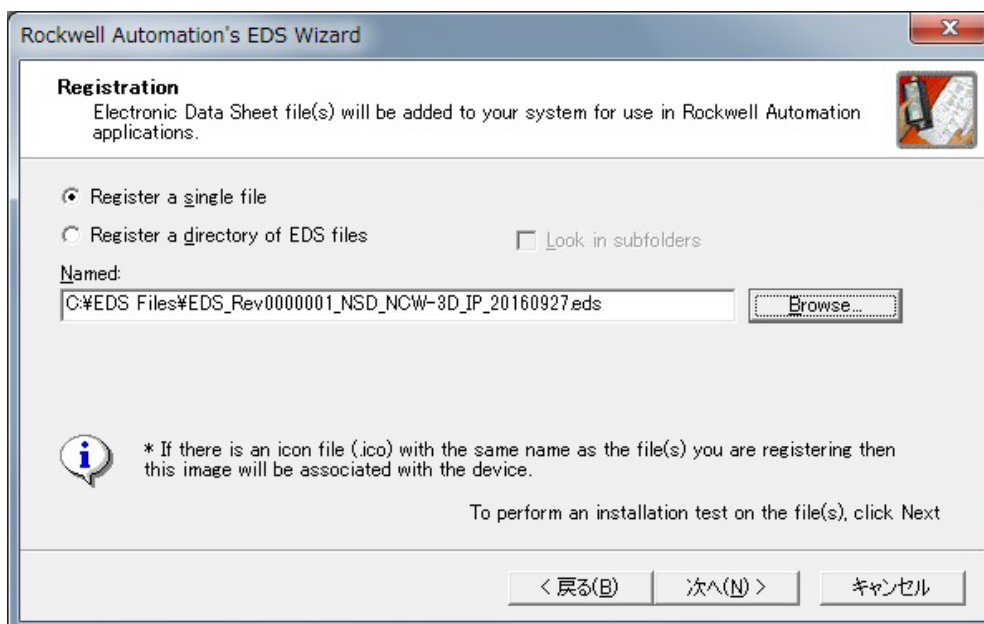 Rockwell Automation's EDS Wizard
Registration
Electronic Data Sheet file(s) will be added to your system for use in Rockwell Automation
applications.
Register a single file
Register a directory of EDS files
Look in subfolders
Named:
C:¥EDS Files¥EDS_Rev0000001_NSD_NCW-3D_IP_20160927.eds
Browse...
* If there is an icon file (.ico) with the same name as the file(s) you are registering then
this image will be associated with the device.
To perform an installation test on the file(s), click Next
< 戻る(B)
次へ(N) >
キャンセル